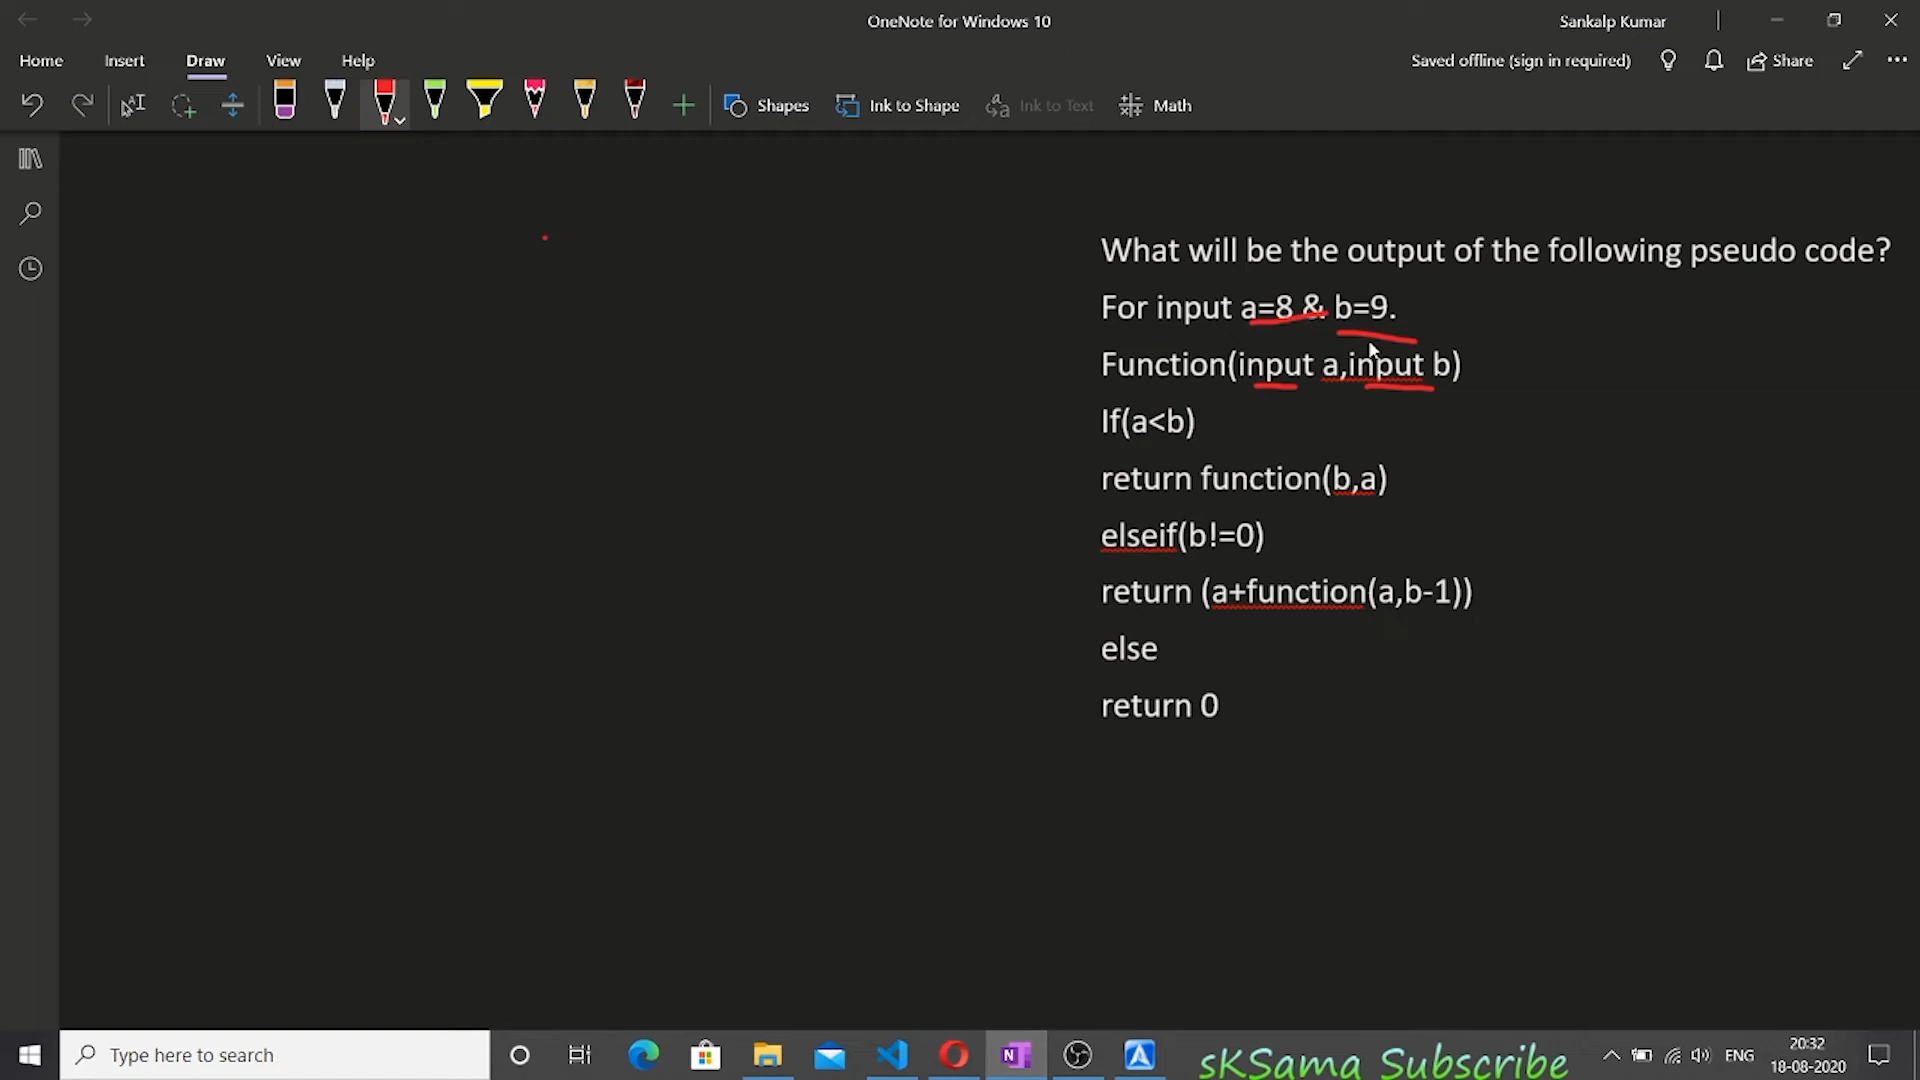 OneNote for Windows 10
Sankalp Kumar
Home Insert Draw View Help
Saved offline (sign in required) Share
Shapes Ink to Shape Ink to Text Math
What will be the output of the following pseudo code?
For input a=8 & b=9.
Function(input a,input b)
If(a<b)
return function(b,a)
elseif(b!=0)
return (a+function(a,b-1))
else
return 0
Type here to search
sKSama Subscribe
ENG
20:32
18-08-2020